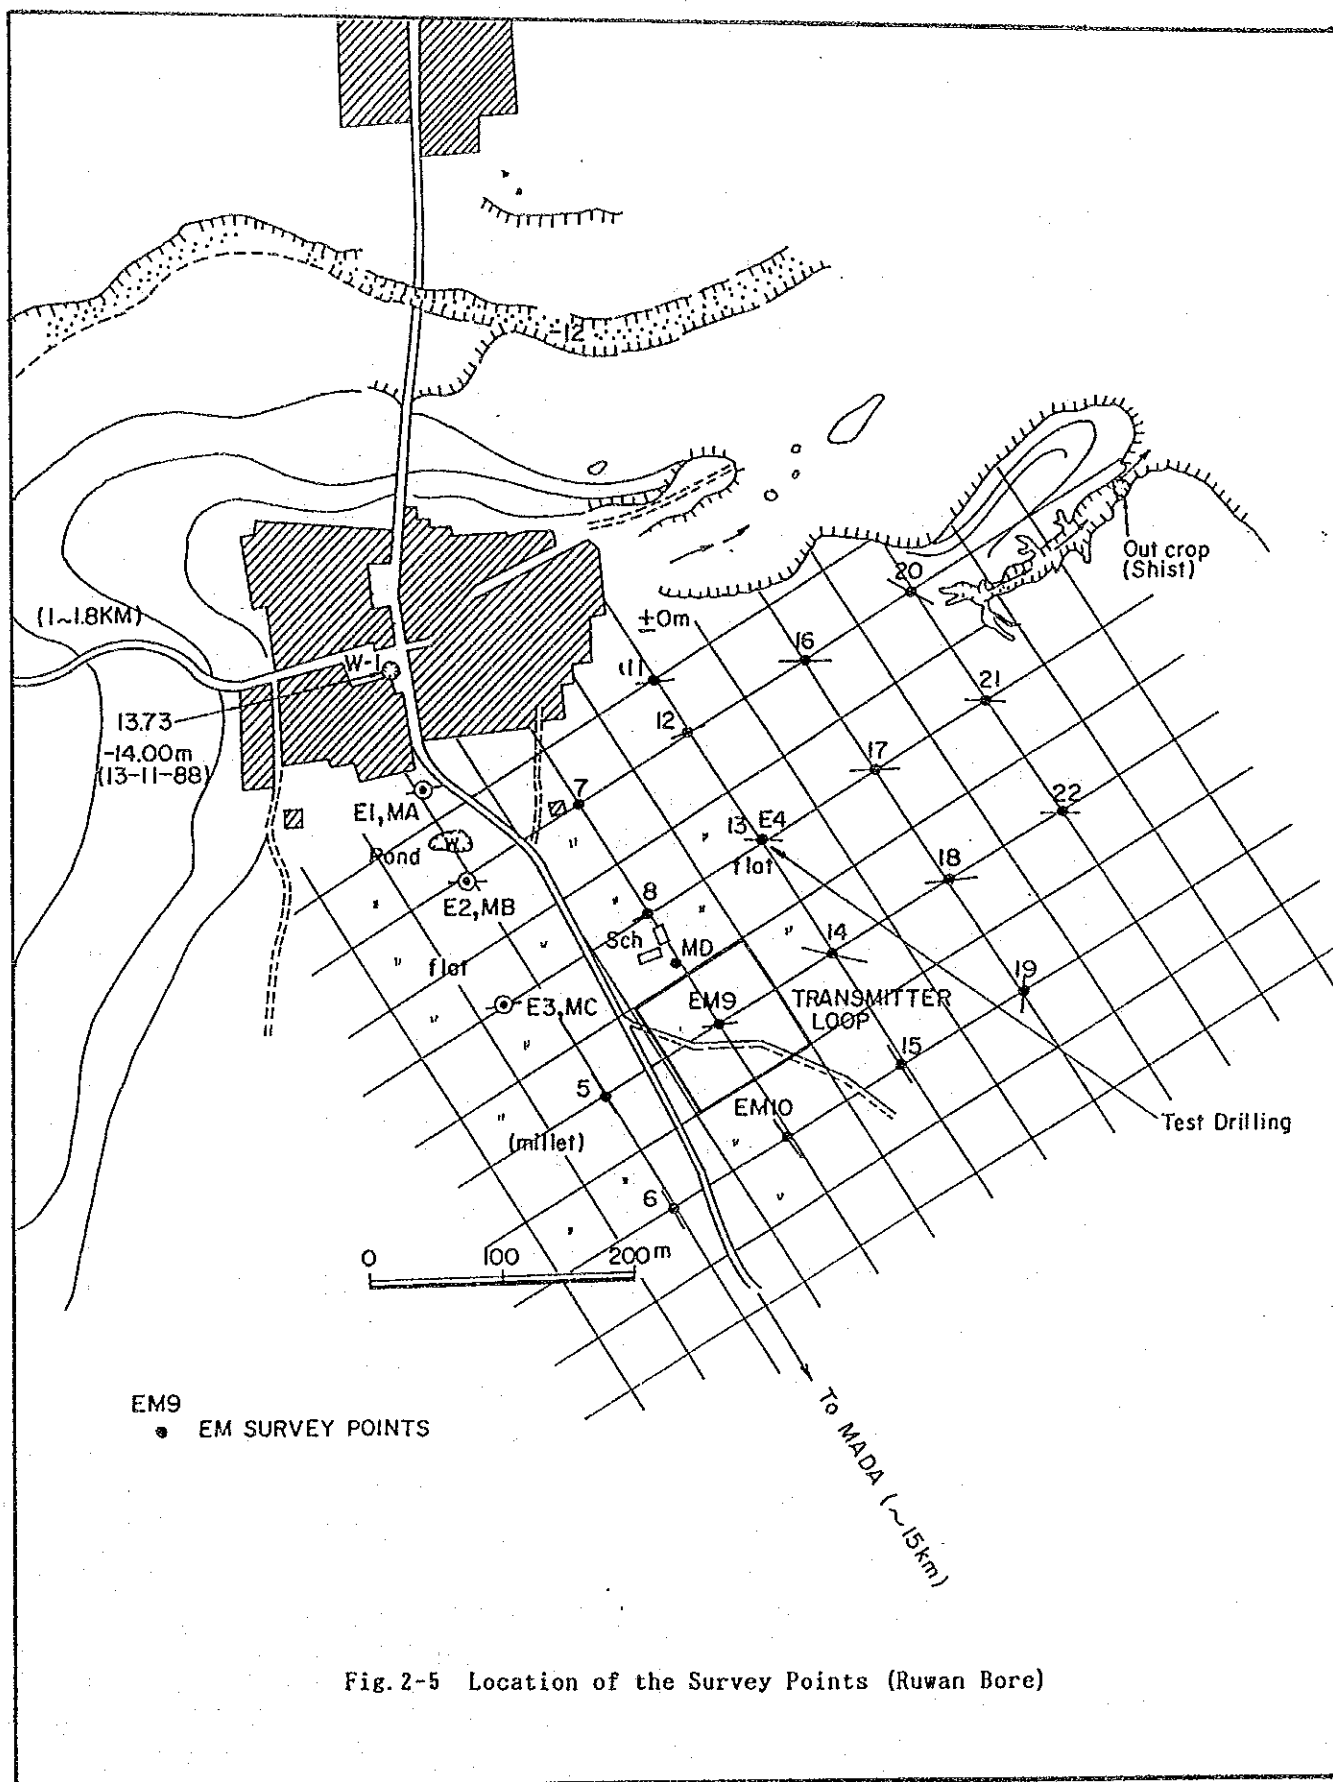 -12
Out crop
(Shist)
20
(1~1.8KM)
±0m
W-1
16
11
21
13.73
-14.00m
(13-11-88)
12
17
7
22
E1,MA
13 E4
flat
Pond
W
18
E2,MB
8
Sch
14
MD
flat
19
E3,MC
EM9
TRANSMITTER
LOOP
15
5
EM10
Test Drilling
(millet)
6
0 100 200m
To MADA (~15km)
EM9
EM SURVEY POINTS
Fig. 2-5 Location of the Survey Points (Ruwan Bore)